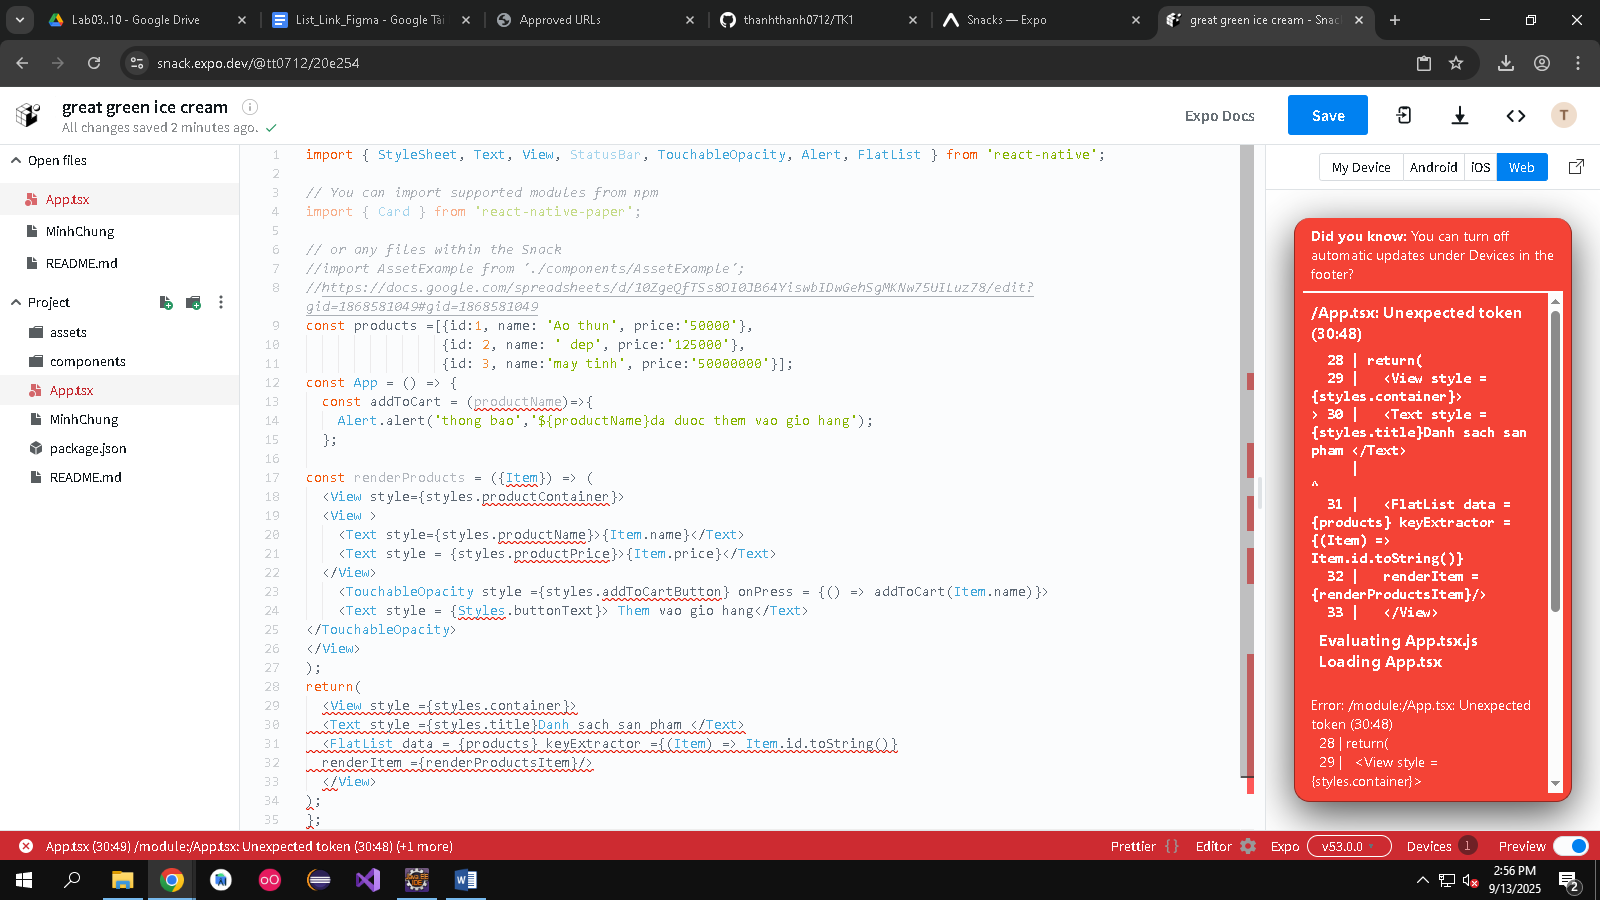 Lab03..10 - Google Drive
List_Link_Figma - Google Tài
Approved URLs
thanhthanh0712/TK1
Snacks — Expo
great green ice cream - Snac
snack.expo.dev/@tt0712/20e254
great green ice cream
All changes saved 2 minutes ago.
Expo Docs
Save
T
Open files
App.tsx
MinhChung
README.md
Project
assets
components
App.tsx
MinhChung
package.json
README.md
1 import { StyleSheet, Text, View, StatusBar, TouchableOpacity, Alert, FlatList } from 'react-native';
2
3 // You can import supported modules from npm
4 import { Card } from 'react-native-paper';
5
6 // or any files within the Snack
7 //import AssetExample from './components/AssetExample';
8 //https://docs.google.com/spreadsheets/d/10ZgeQfTSs8OI0JB64YiswbIDwGehSgMKNw75UILuz78/edit?
gid=1868581049#gid=1868581049
9 const products =[{id:1, name: 'Ao thun', price:'50000'},
10 {id: 2, name: ' dep', price:'125000'},
11 {id: 3, name:'may tinh', price:'50000000'}];
12 const App = () => {
13 const addToCart = (productName)=>{
14 Alert.alert('thong bao','${productName}da duoc them vao gio hang');
15 };
16
17 const renderProducts = ({Item}) => (
18 <View style={styles.productContainer}>
19 <View >
20 <Text style={styles.productName}>{Item.name}</Text>
21 <Text style = {styles.productPrice}>{Item.price}</Text>
22 </View>
23 <TouchableOpacity style ={styles.addToCartButton} onPress = {() => addToCart(Item.name)}>
24 <Text style = {Styles.buttonText}> Them vao gio hang</Text>
25 </TouchableOpacity>
26 </View>
27 );
28 return(
29 <View style ={styles.container}>
30 <Text style ={styles.title}Danh sach san pham </Text>
31 <FlatList data = {products} keyExtractor ={(Item) => Item.id.toString()}
32 renderItem ={renderProductsItem}/>
33 </View>
34 );
35 };
My Device
Android
iOS
Web
Did you know: You can turn off
automatic updates under Devices in the
footer?
/App.tsx: Unexpected token
(30:48)
28 | return(
29 | <View style =
{styles.container}>
> 30 | <Text style =
{styles.title}Danh sach san
pham </Text>
|
^
31 | <FlatList data =
{products} keyExtractor =
{(Item) =>
Item.id.toString()}
32 | renderItem =
{renderProductsItem}/>
33 | </View>
Evaluating App.tsx.js
Loading App.tsx
Error: /module:/App.tsx: Unexpected
token (30:48)
28 | return(
29 | <View style =
{styles.container}>
App.tsx (30:49) /module:/App.tsx: Unexpected token (30:48) (+1 more)
Prettier { }
Editor
Expo
v53.0.0
Devices 1
Preview
2:56 PM
9/13/2025
2